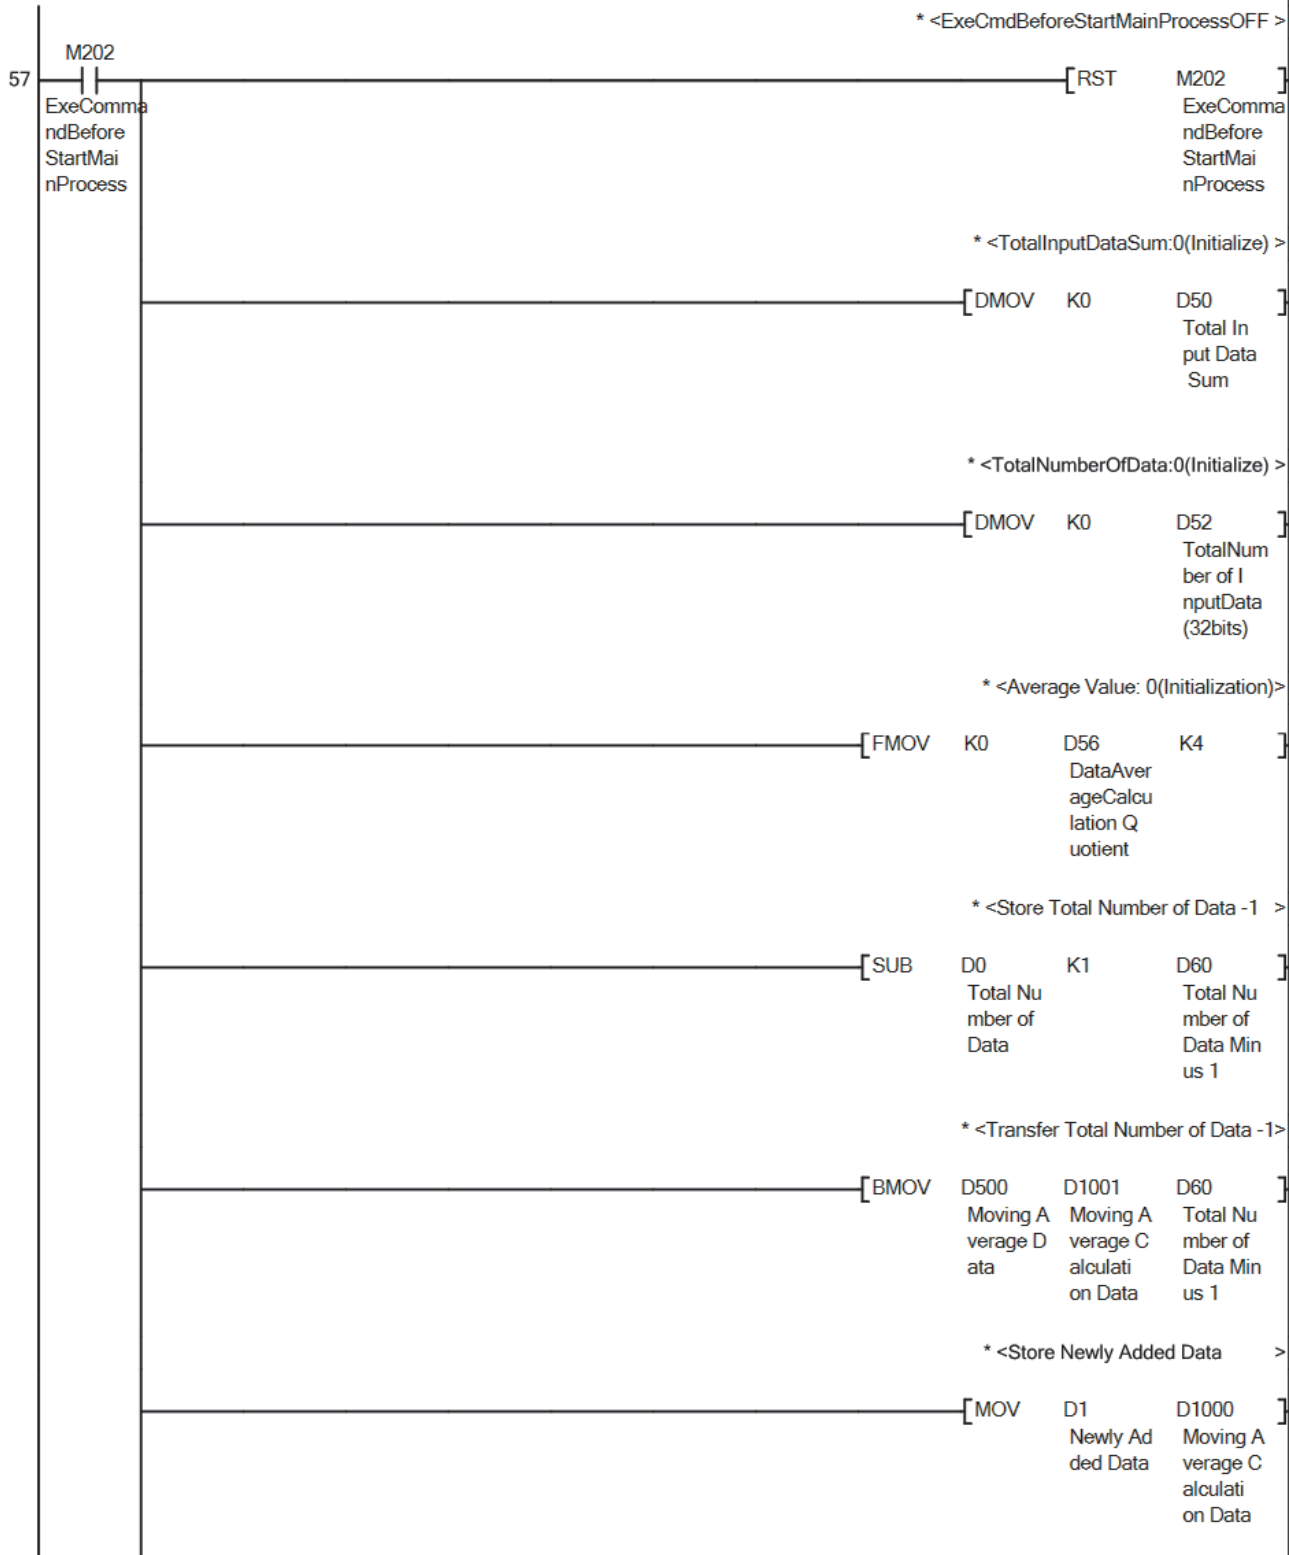 * <ExeCmdBeforeStartMainProcessOFF >
M202
57
RST M202
ExeComma
ndBefore
StartMai
nProcess
ExeComma
ndBefore
StartMai
nProcess
* <TotalInputDataSum:0(Initialize) >
DMOV K0 D50
Total In
put Data
Sum
* <TotalNumberOfData:0(Initialize) >
DMOV K0 D52
TotalNum
ber of I
nputData
(32bits)
* <Average Value: 0(Initialization)>
FMOV K0 D56 K4
DataAver
ageCalcu
lation Q
uotient
* <Store Total Number of Data -1 >
SUB D0 K1 D60
Total Nu
mber of
Data
Total Nu
mber of
Data Min
us 1
* <Transfer Total Number of Data -1>
BMOV D500 D1001 D60
Moving A
verage D
ata
Moving A
verage C
alculati
on Data
Total Nu
mber of
Data Min
us 1
* <Store Newly Added Data >
MOV D1 D1000
Newly Ad
ded Data
Moving A
verage C
alculati
on Data